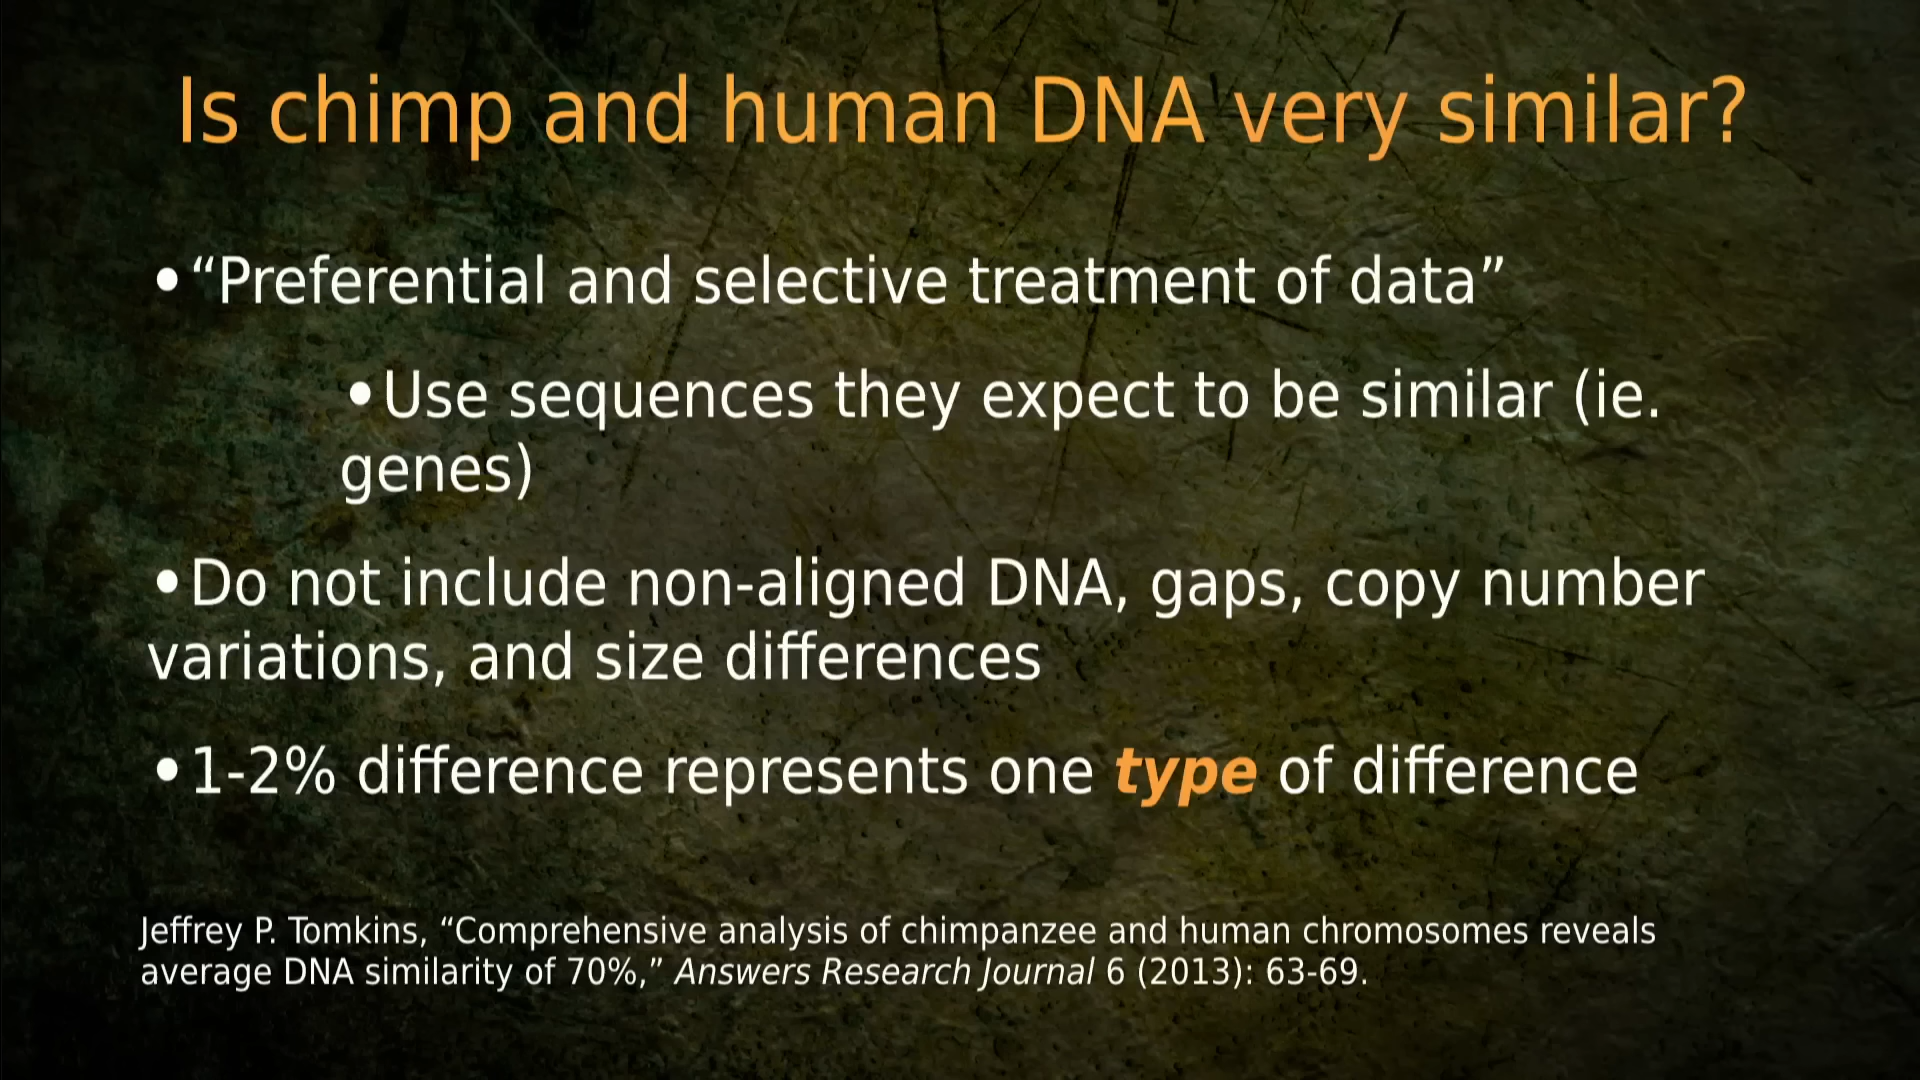 Is chimp and human DNA very similar?
•“Preferential and selective treatment of data”
•Use sequences they expect to be similar (ie.
genes)
•Do not include non-aligned DNA, gaps, copy number
variations, and size differences
•1-2% difference represents one type of difference
Jeffrey P. Tomkins, “Comprehensive analysis of chimpanzee and human chromosomes reveals
average DNA similarity of 70%,” Answers Research Journal 6 (2013): 63-69.